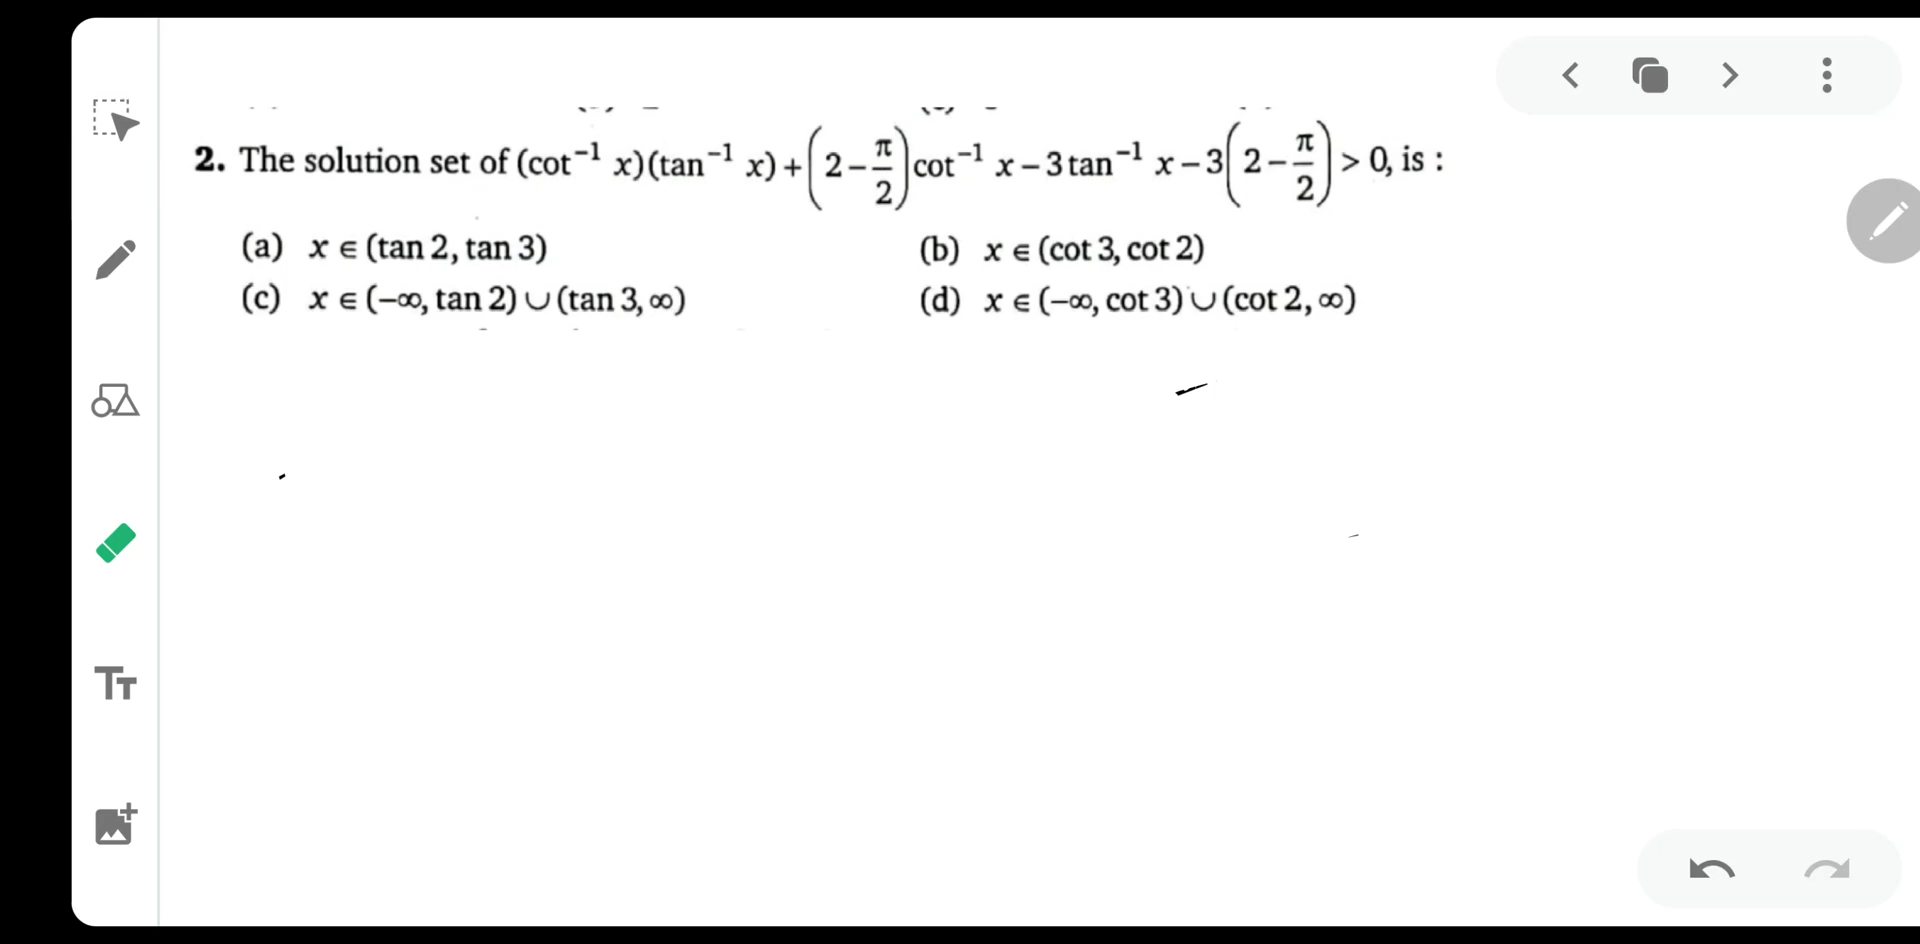 2. The solution set of (cot⁻¹ x)(tan⁻¹ x) + (2 − π/2) cot⁻¹ x − 3 tan⁻¹ x − 3(2 − π/2) > 0, is :
(a) x ∈ (tan 2, tan 3) (b) x ∈ (cot 3, cot 2)
(c) x ∈ (−∞, tan 2) ∪ (tan 3, ∞) (d) x ∈ (−∞, cot 3) ∪ (cot 2, ∞)
TT